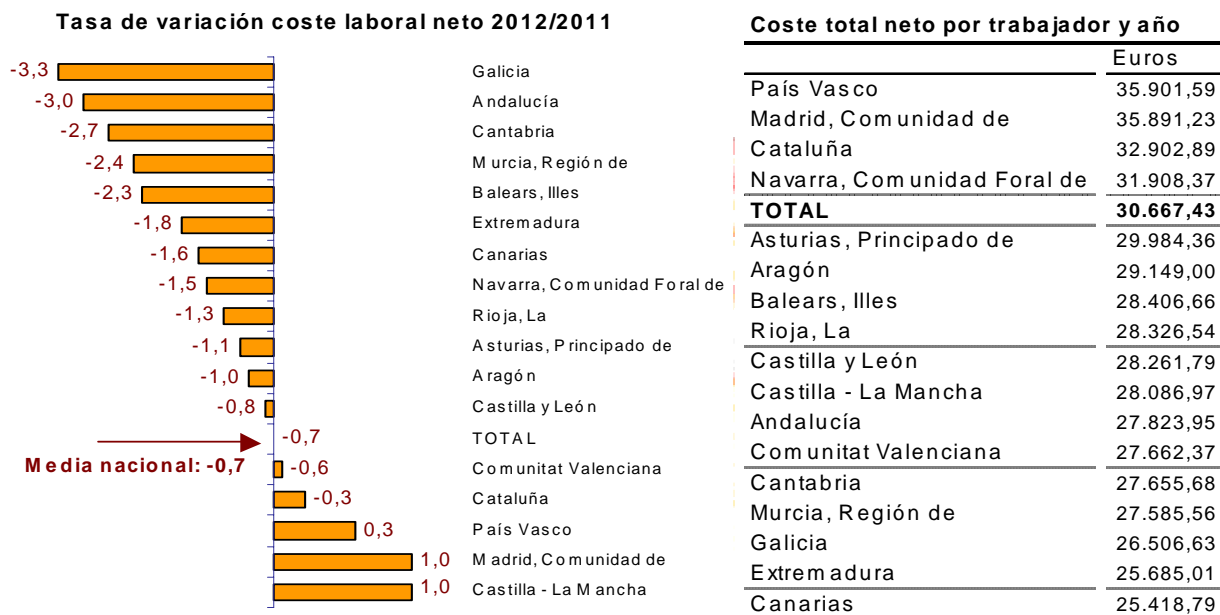 Tasa de variación coste laboral neto 2012/2011
-3,3 Galicia
-3,0 Andalucía
-2,7 Cantabria
-2,4 Murcia, Región de
-2,3 Balears, Illes
-1,8 Extremadura
-1,6 Canarias
-1,5 Navarra, Comunidad Foral de
-1,3 Rioja, La
-1,1 Asturias, Principado de
-1,0 Aragón
-0,8 Castilla y León
-0,7 TOTAL
Media nacional: -0,7
-0,6 Comunitat Valenciana
-0,3 Cataluña
0,3 País Vasco
1,0 Madrid, Comunidad de
1,0 Castilla - La Mancha
Coste total neto por trabajador y año
Euros
País Vasco 35.901,59
Madrid, Comunidad de 35.891,23
Cataluña 32.902,89
Navarra, Comunidad Foral de 31.908,37
TOTAL 30.667,43
Asturias, Principado de 29.984,36
Aragón 29.149,00
Balears, Illes 28.406,66
Rioja, La 28.326,54
Castilla y León 28.261,79
Castilla - La Mancha 28.086,97
Andalucía 27.823,95
Comunitat Valenciana 27.662,37
Cantabria 27.655,68
Murcia, Región de 27.585,56
Galicia 26.506,63
Extremadura 25.685,01
Canarias 25.418,79